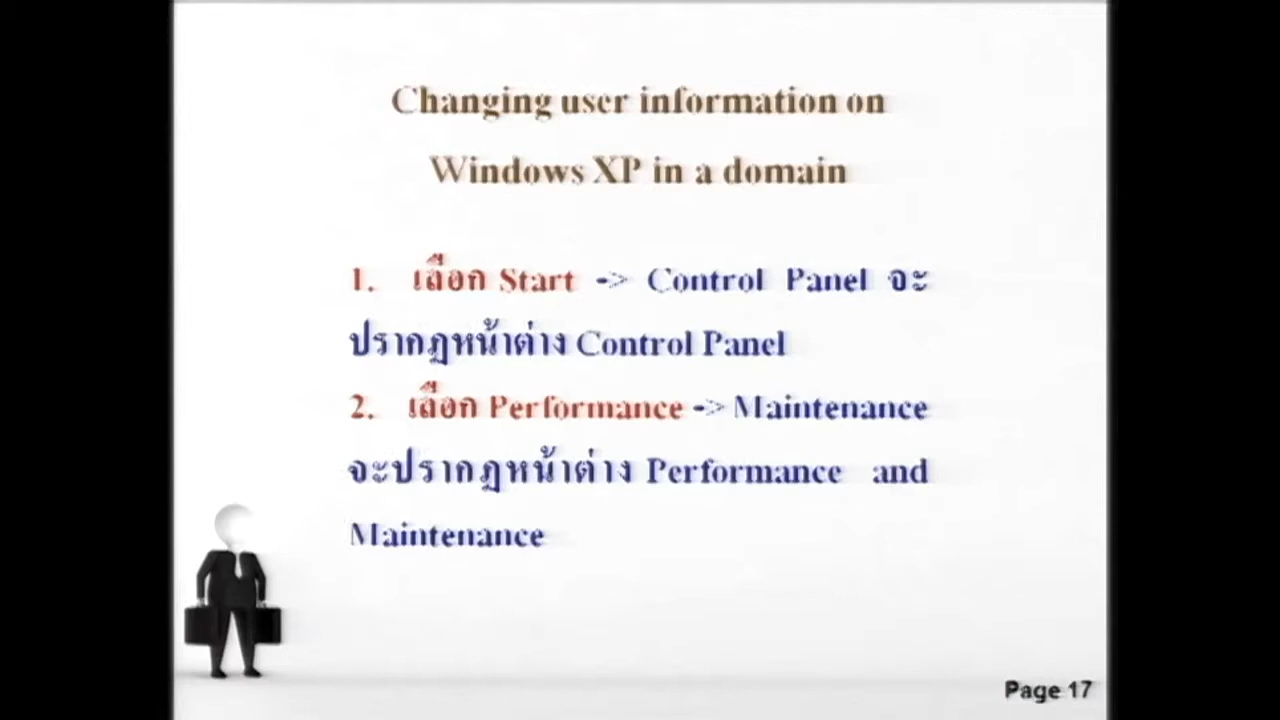 Changing user information on
Windows XP in a domain
1. เลือก Start -> Control Panel จะ
ปรากฏหน้าต่าง Control Panel
2. เลือก Performance -> Maintenance
จะปรากฏหน้าต่าง Performance and
Maintenance
Page 17